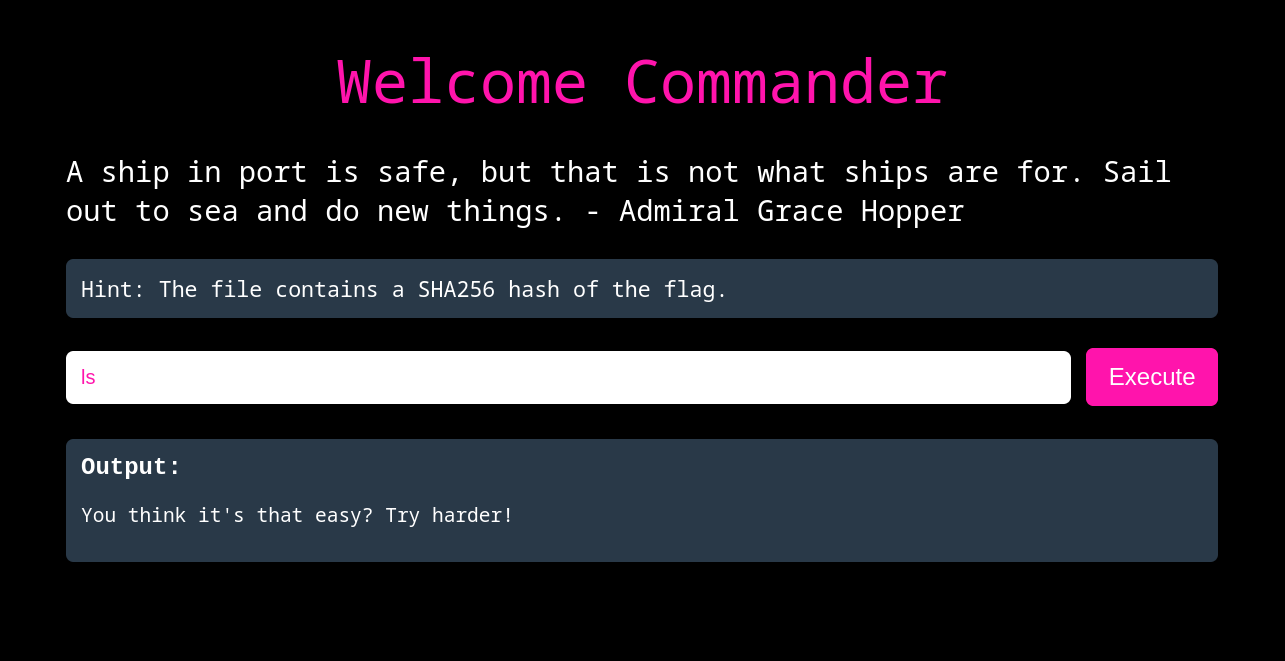 Welcome Commander
A ship in port is safe, but that is not what ships are for. Sail
out to sea and do new things. - Admiral Grace Hopper
Hint: The file contains a SHA256 hash of the flag.
ls
Execute
Output:
You think it's that easy? Try harder!